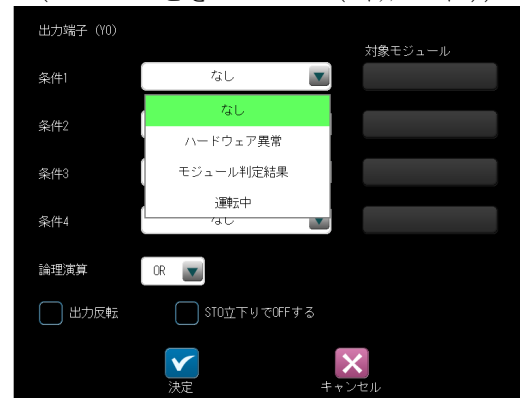 出力端子 (Y0)
対象モジュール
条件1
なし
なし
条件2
ハードウェア異常
条件3
モジュール判定結果
運転中
条件4
なし
論理演算
OR
出力反転
ST0立下りでOFFする
決定
キャンセル